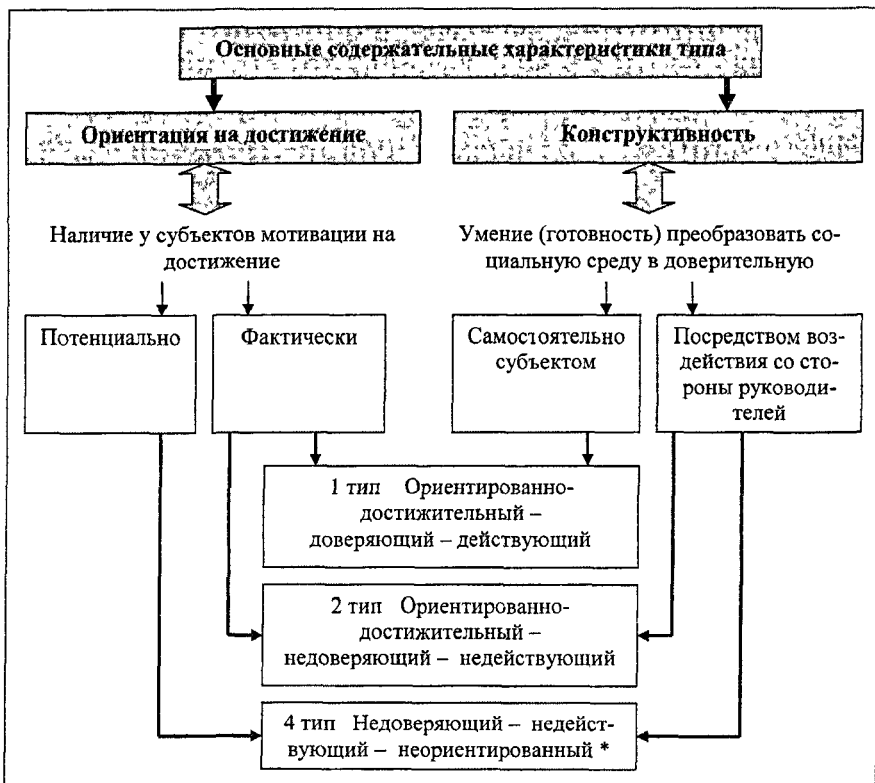 Основные содержательные характеристики типа
Ориентация на достижение
Конструктивность
Наличие у субъектов мотивации на
достижение
Умение (готовность) преобразовать со-
циальную среду в доверительную
Потенциально
Фактически
Самостоятельно
субъектом
Посредством воз-
действия со сто-
роны руководи-
телей
1 тип Ориентированно-
достижительный –
доверяющий – действующий
2 тип Ориентированно-
достижительный –
недоверяющий – недействующий
4 тип Недоверяющий – недейст-
вующий – неориентированный *